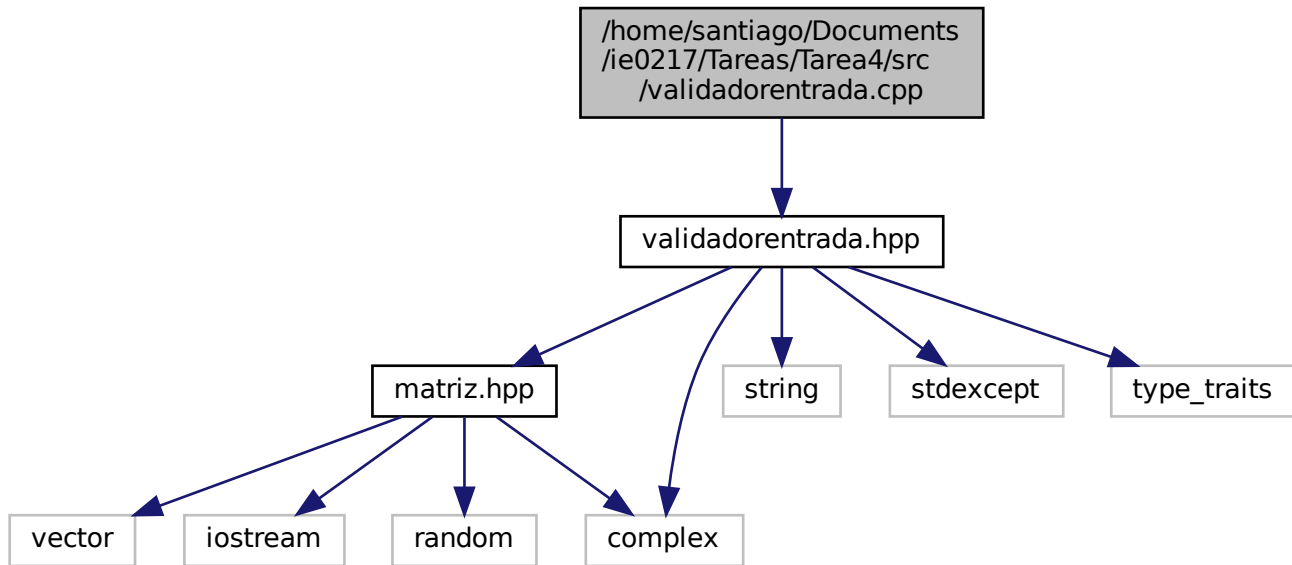 /home/santiago/Documents
/ie0217/Tareas/Tarea4/src
/validadorentrada.cpp
validadorentrada.hpp
matriz.hpp
string
stdexcept
type_traits
vector
iostream
random
complex